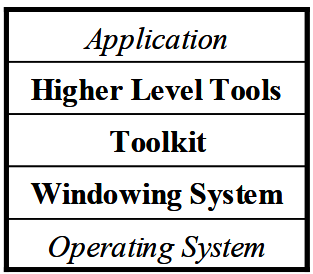 Application
Higher Level Tools
Toolkit
Windowing System
Operating System